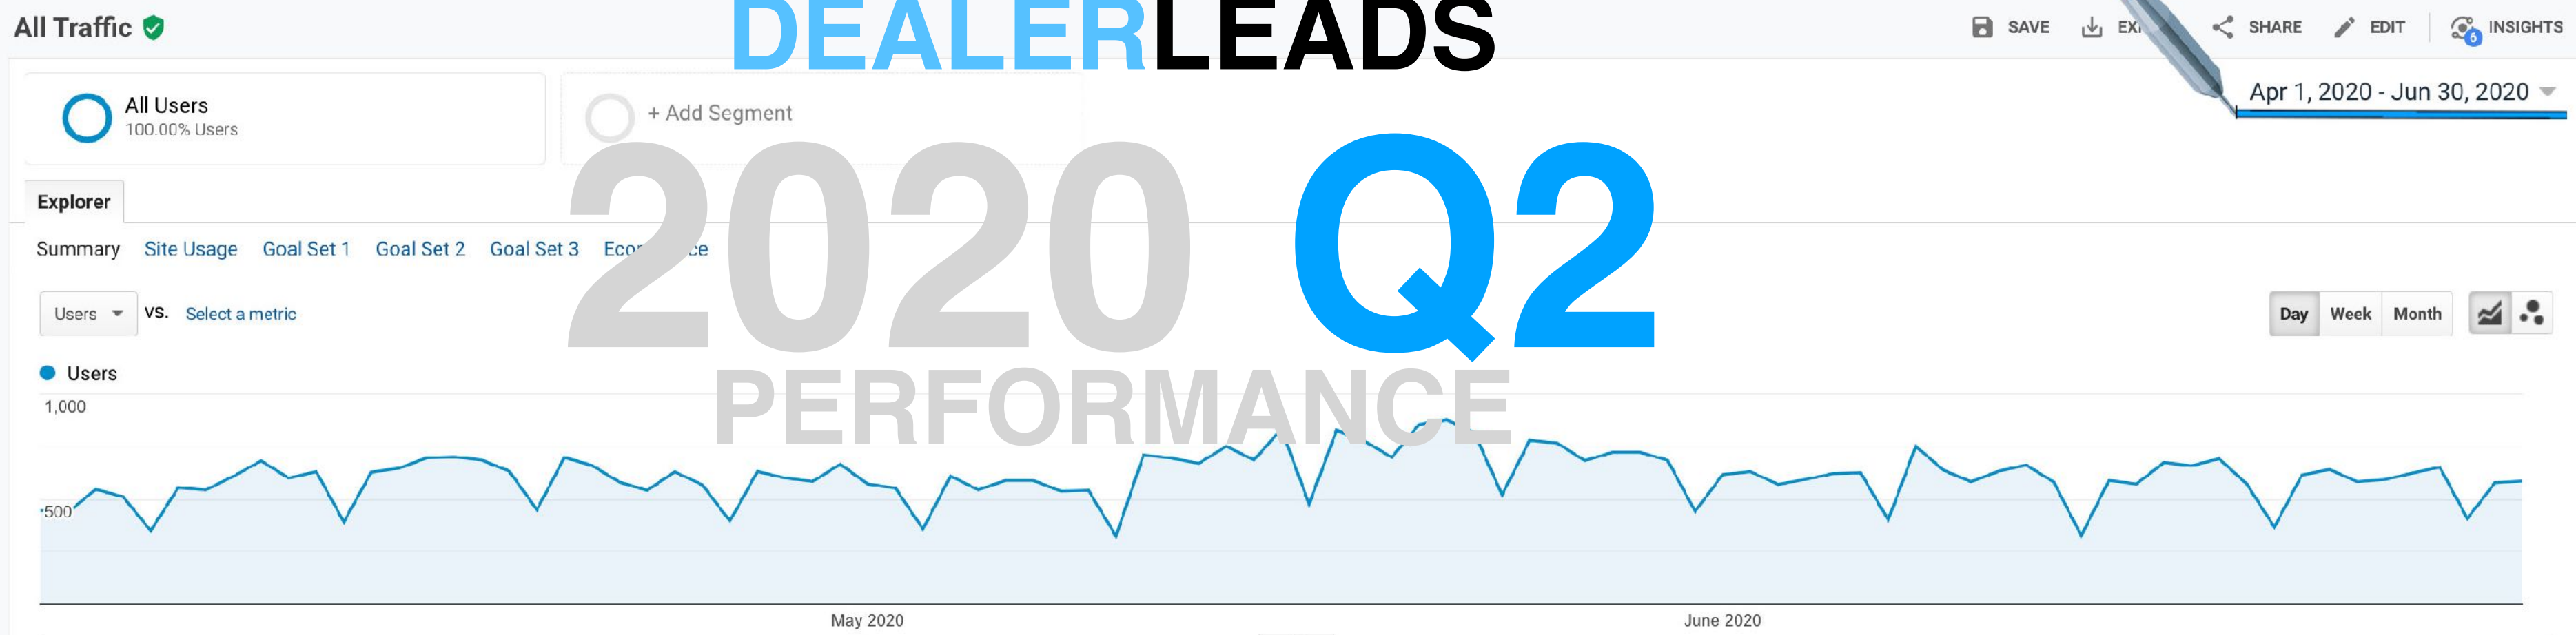 All Traffic
DEALERLEADS
SAVE
SHARE
EDIT
6
INSIGHTS
All Users
100.00% Users
+ Add Segment
Apr 1, 2020 - Jun 30, 2020
2020 Q2
Explorer
Summary Site Usage Goal Set 1 Goal Set 2 Goal Set 3
Users VS. Select a metric
Day Week Month
PERFORMANCE
Users
1,000
500
May 2020 June 2020